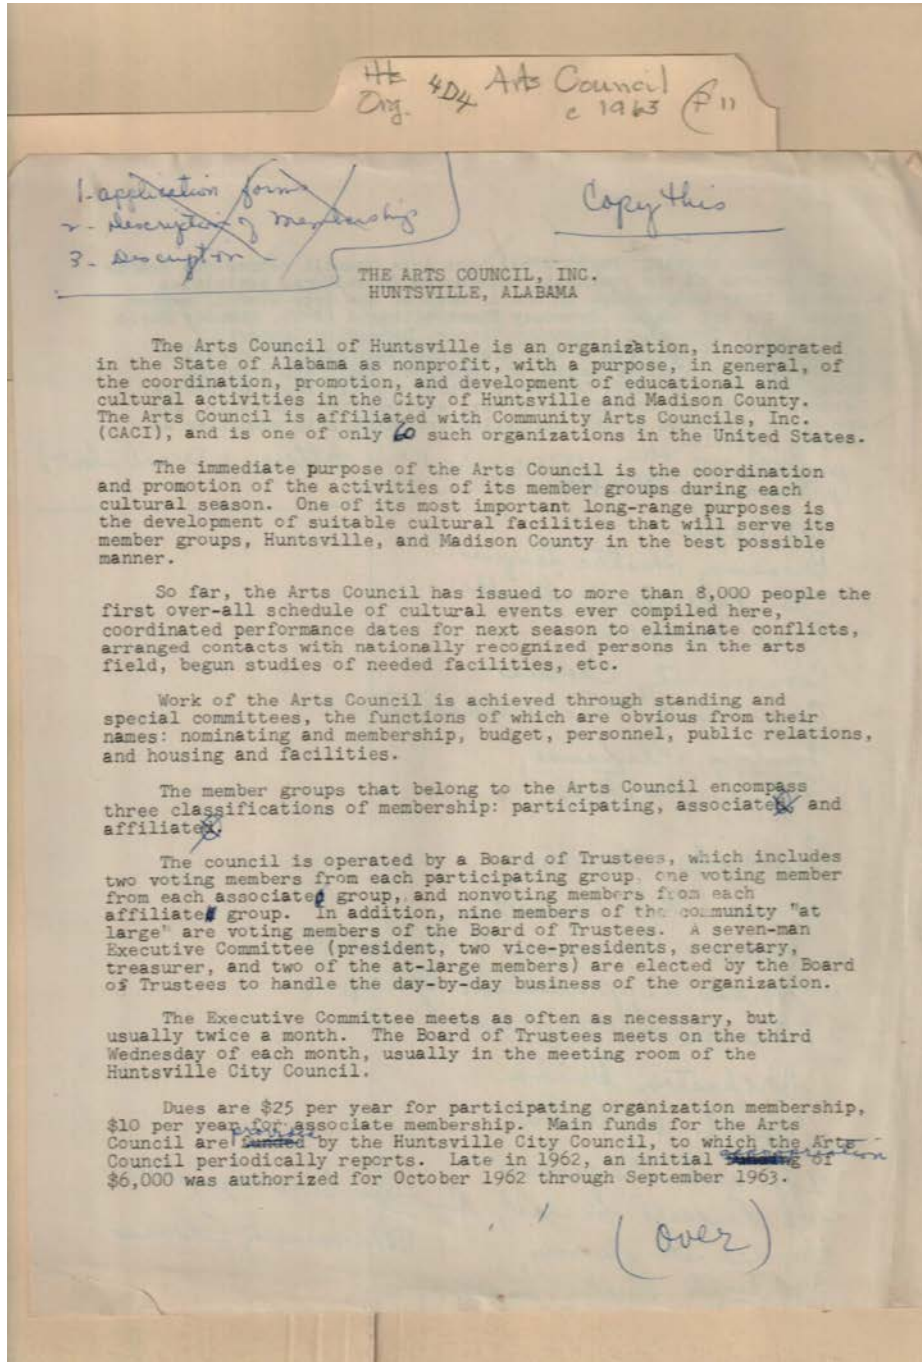 Hts 4D4 Arts Council
Org. c 1963 F 11
1. application forms
2 - Description of Membership
3 - Description
Copy this
THE ARTS COUNCIL, INC.
HUNTSVILLE, ALABAMA
The Arts Council of Huntsville is an organization, incorporated
in the State of Alabama as nonprofit, with a purpose, in general, of
the coordination, promotion, and development of educational and
cultural activities in the City of Huntsville and Madison County.
The Arts Council is affiliated with Community Arts Councils, Inc.
(CACI), and is one of only 60 such organizations in the United States.
The immediate purpose of the Arts Council is the coordination
and promotion of the activities of its member groups during each
cultural season. One of its most important long-range purposes is
the development of suitable cultural facilities that will serve its
member groups, Huntsville, and Madison County in the best possible
manner.
So far, the Arts Council has issued to more than 8,000 people the
first over-all schedule of cultural events ever compiled here,
coordinated performance dates for next season to eliminate conflicts,
arranged contacts with nationally recognized persons in the arts
field, begun studies of needed facilities, etc.
Work of the Arts Council is achieved through standing and
special committees, the functions of which are obvious from their
names: nominating and membership, budget, personnel, public relations,
and housing and facilities.
The member groups that belong to the Arts Council encompass
three classifications of membership: participating, associate, and
affiliate.
The council is operated by a Board of Trustees, which includes
two voting members from each participating group, one voting member
from each associate group, and nonvoting members from each
affiliate group. In addition, nine members of the community "at
large" are voting members of the Board of Trustees. A seven-man
Executive Committee (president, two vice-presidents, secretary,
treasurer, and two of the at-large members) are elected by the Board
of Trustees to handle the day-by-day business of the organization.
The Executive Committee meets as often as necessary, but
usually twice a month. The Board of Trustees meets on the third
Wednesday of each month, usually in the meeting room of the
Huntsville City Council.
Dues are $25 per year for participating organization membership,
$10 per year for associate membership. Main funds for the Arts
Council are funded by the Huntsville City Council, to which the Arts
Council periodically reports. Late in 1962, an initial appropriation of
$6,000 was authorized for October 1962 through September 1963.
(over)